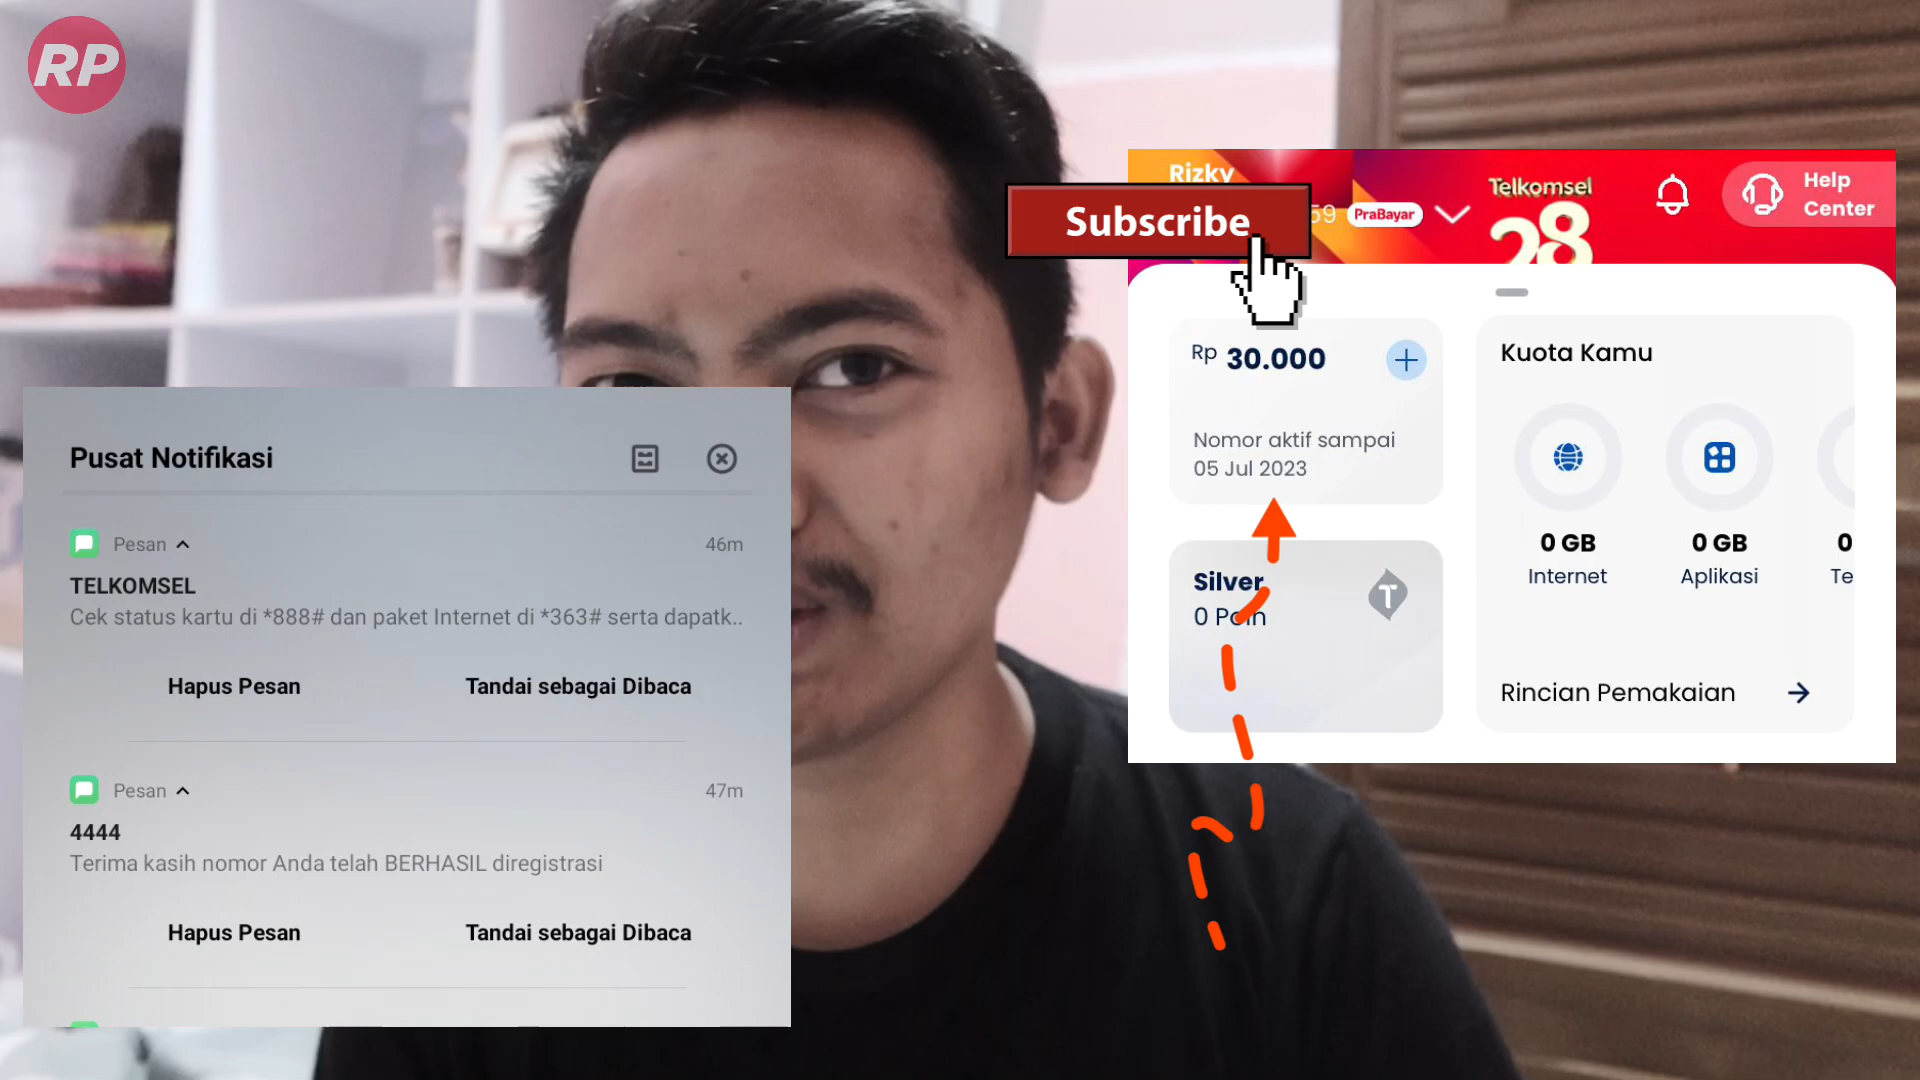 RP
Rizky
Subscribe
59
PraBayar
Telkomsel
28
Help
Center
Rp 30.000
Nomor aktif sampai
05 Jul 2023
Kuota Kamu
0 GB
Internet
0 GB
Aplikasi
0
Te
Silver
0 Poin
Rincian Pemakaian
Pusat Notifikasi
Pesan
46m
TELKOMSEL
Cek status kartu di *888# dan paket Internet di *363# serta dapatk..
Hapus Pesan
Tandai sebagai Dibaca
Pesan
47m
4444
Terima kasih nomor Anda telah BERHASIL diregistrasi
Hapus Pesan
Tandai sebagai Dibaca